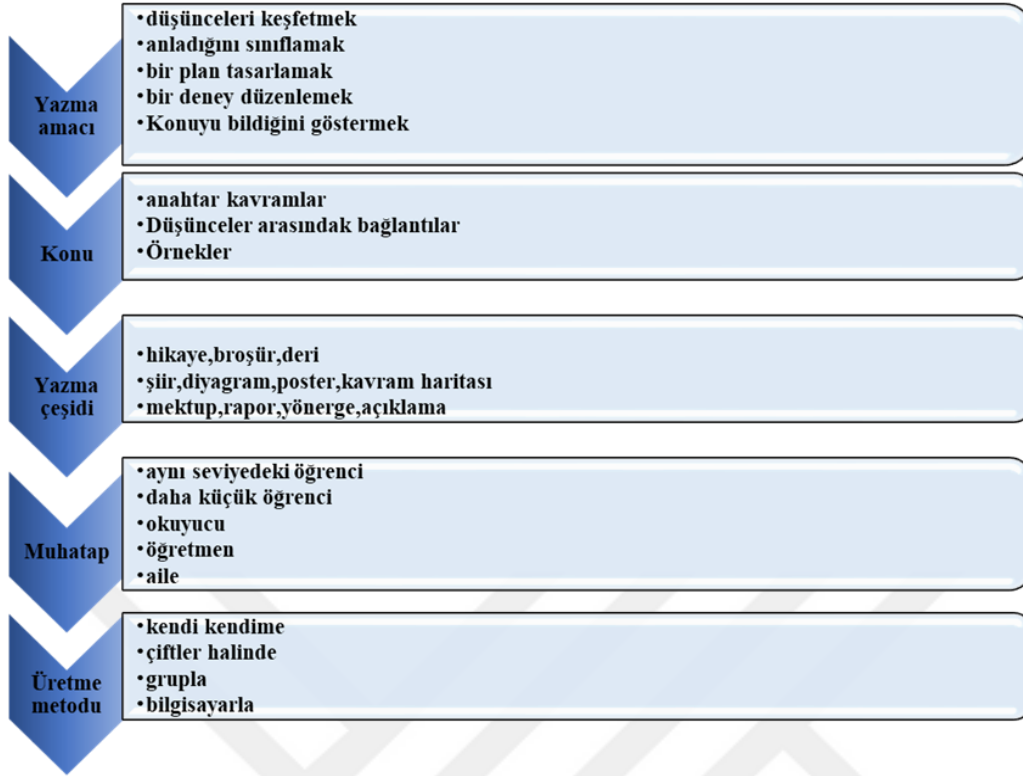 Yazma
amacı
•düşünceleri keşfetmek
•anladığını sınıflamak
•bir plan tasarlamak
•bir deney düzenlemek
•Konuyu bildiğini göstermek
Konu
•anahtar kavramlar
•Düşünceler arasındak bağlantılar
•Örnekler
Yazma
çeşidi
•hikaye,broşür,deri
•şiir,diyagram,poster,kavram haritası
•mektup,rapor,yönerge,açıklama
Muhatap
•aynı seviyedeki öğrenci
•daha küçük öğrenci
•okuyucu
•öğretmen
•aile
Üretme
metodu
•kendi kendime
•çiftler halinde
•grupla
•bilgisayarla